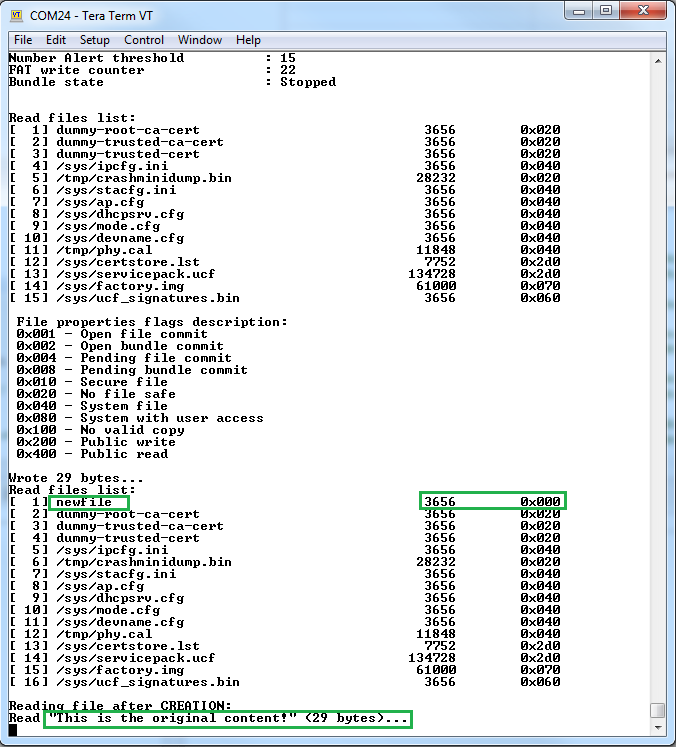 COM24 - Tera Term VT
File Edit Setup Control Window Help
Number Alert threshold : 15
FAT write counter : 22
Bundle state : Stopped
Read files list:
[ 1] dummy-root-ca-cert 3656 0x020
[ 2] dummy-trusted-ca-cert 3656 0x020
[ 3] dummy-trusted-cert 3656 0x020
[ 4] /sys/ipcfg.ini 3656 0x040
[ 5] /tmp/crashminidump.bin 28232 0x020
[ 6] /sys/stacfg.ini 3656 0x040
[ 7] /sys/ap.cfg 3656 0x040
[ 8] /sys/dhcpsrv.cfg 3656 0x040
[ 9] /sys/mode.cfg 3656 0x040
[ 10] /sys/devname.cfg 3656 0x040
[ 11] /tmp/phy.cal 11848 0x040
[ 12] /sys/certstore.lst 7752 0x2d0
[ 13] /sys/servicepack.ucf 134728 0x2d0
[ 14] /sys/factory.img 61000 0x070
[ 15] /sys/ucf_signatures.bin 3656 0x060
File properties flags description:
0x001 - Open file commit
0x002 - Open bundle commit
0x004 - Pending file commit
0x008 - Pending bundle commit
0x010 - Secure file
0x020 - No file safe
0x040 - System file
0x080 - System with user access
0x100 - No valid copy
0x200 - Public write
0x400 - Public read
Wrote 29 bytes...
Read files list:
[ 1] newfile 3656 0x000
[ 2] dummy-root-ca-cert 3656 0x020
[ 3] dummy-trusted-ca-cert 3656 0x020
[ 4] dummy-trusted-cert 3656 0x020
[ 5] /sys/ipcfg.ini 3656 0x040
[ 6] /tmp/crashminidump.bin 28232 0x020
[ 7] /sys/stacfg.ini 3656 0x040
[ 8] /sys/ap.cfg 3656 0x040
[ 9] /sys/dhcpsrv.cfg 3656 0x040
[ 10] /sys/mode.cfg 3656 0x040
[ 11] /sys/devname.cfg 3656 0x040
[ 12] /tmp/phy.cal 11848 0x040
[ 13] /sys/certstore.lst 7752 0x2d0
[ 14] /sys/servicepack.ucf 134728 0x2d0
[ 15] /sys/factory.img 61000 0x070
[ 16] /sys/ucf_signatures.bin 3656 0x060
Reading file after CREATION:
Read "This is the original content!" (29 bytes)...